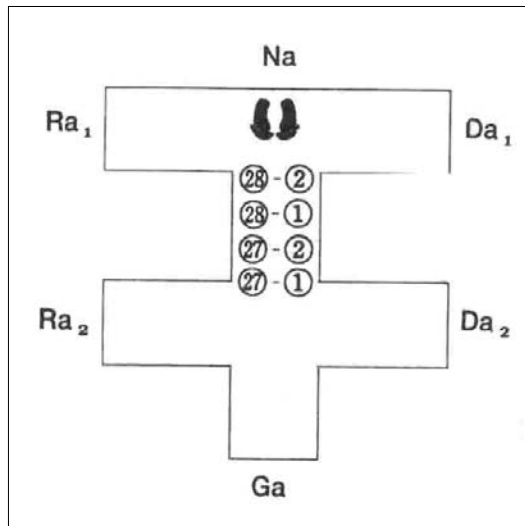 Na
Ra₁ Da₁
㉘-②
㉘-①
㉗-②
㉗-①
Ra₂ Da₂
Ga